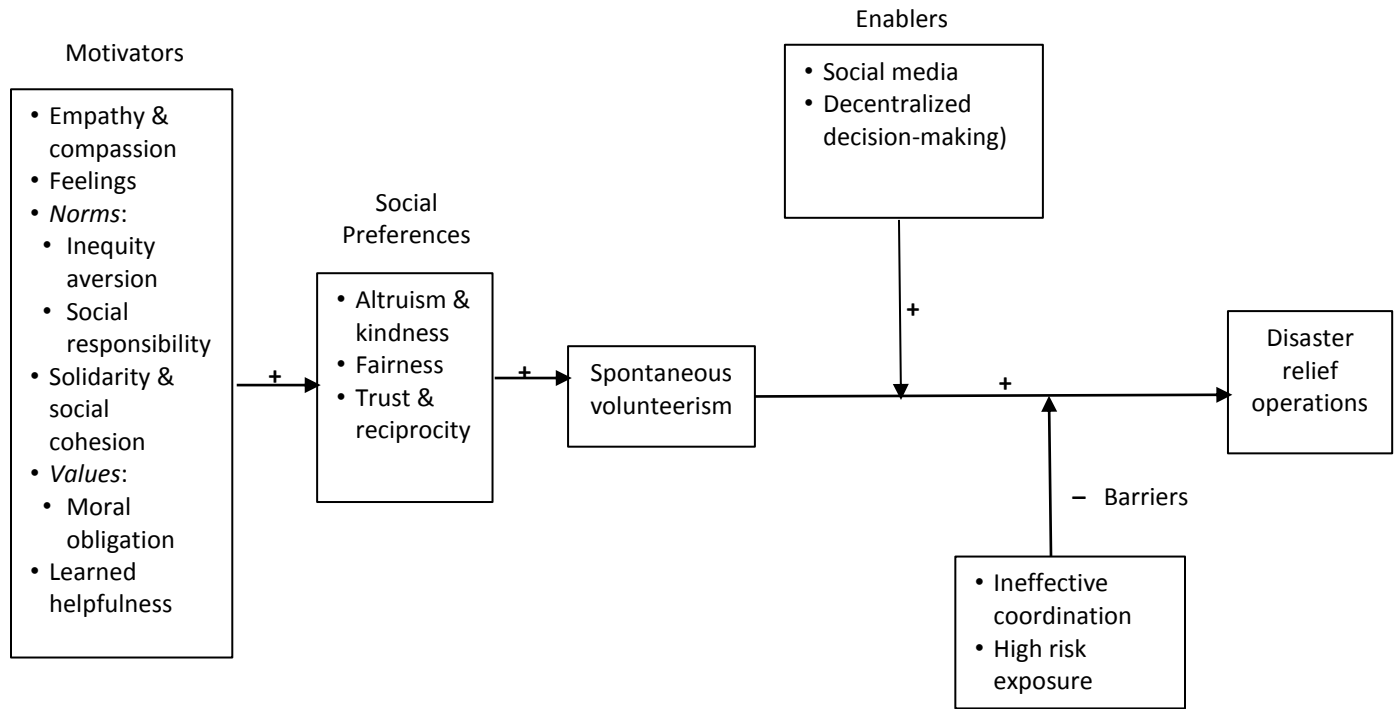 Motivators
• Empathy &
compassion
• Feelings
• Norms:
• Inequity
aversion
• Social
responsibility
• Solidarity &
social
cohesion
• Values:
• Moral
obligation
• Learned
helpfulness
+
Social
Preferences
• Altruism &
kindness
• Fairness
• Trust &
reciprocity
+
Spontaneous
volunteerism
Enablers
• Social media
• Decentralized
decision-making)
+
+
– Barriers
• Ineffective
coordination
• High risk
exposure
Disaster
relief
operations